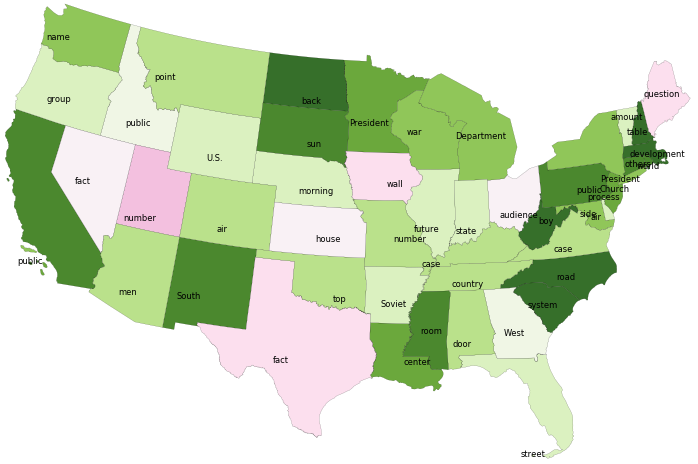 name
question
point
group
back
amount
public
President
war
table
Department
sun
development
U.S.
others
world
fact
wall
President
morning
public
Church
process
number
audience
side
air
boy
air
future
state
house
number
case
public
case
road
country
men
South
top
Soviet
system
room
West
door
fact
center
street